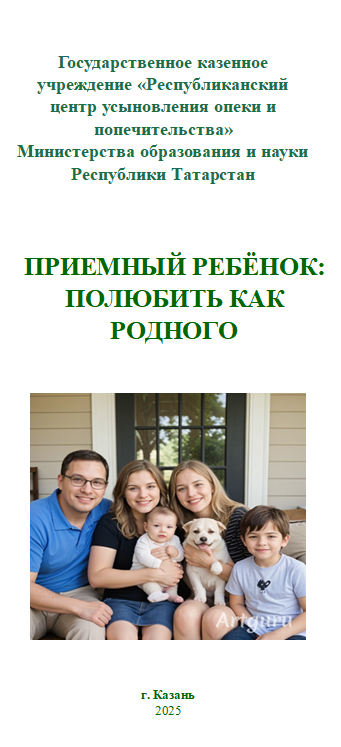 Государственное казенное
учреждение «Республиканский
центр усыновления опеки и
попечительства»
Министерства образования и науки
Республики Татарстан
ПРИЕМНЫЙ РЕБЁНОК:
ПОЛЮБИТЬ КАК
РОДНОГО
Artguru
г. Казань
2025